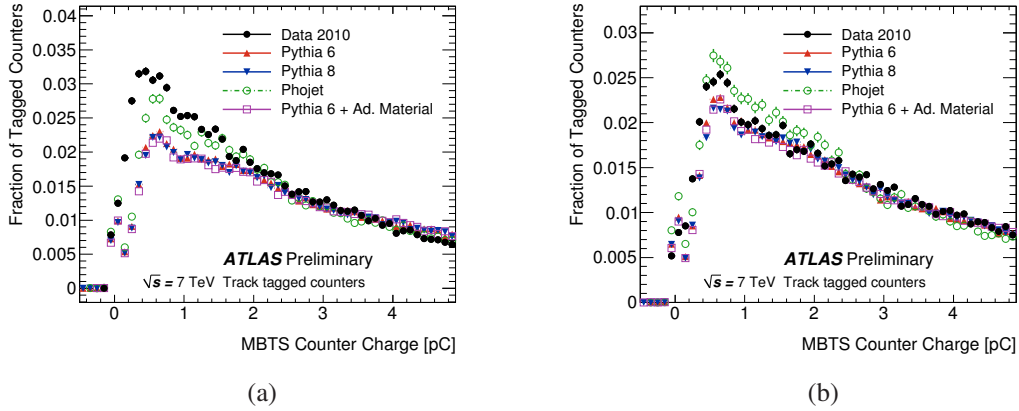 Fraction of Tagged Counters
0.04
0.035
0.03
0.025
0.02
0.015
0.01
0.005
0
Data 2010
Pythia 6
Pythia 8
Phojet
Pythia 6 + Ad. Material
ATLAS Preliminary
√s = 7 TeV Track tagged counters
0 1 2 3 4
MBTS Counter Charge [pC]
(a)
Fraction of Tagged Counters
0.03
0.025
0.02
0.015
0.01
0.005
0
Data 2010
Pythia 6
Pythia 8
Phojet
Pythia 6 + Ad. Material
ATLAS Preliminary
√s = 7 TeV Track tagged counters
0 1 2 3 4
MBTS Counter Charge [pC]
(b)